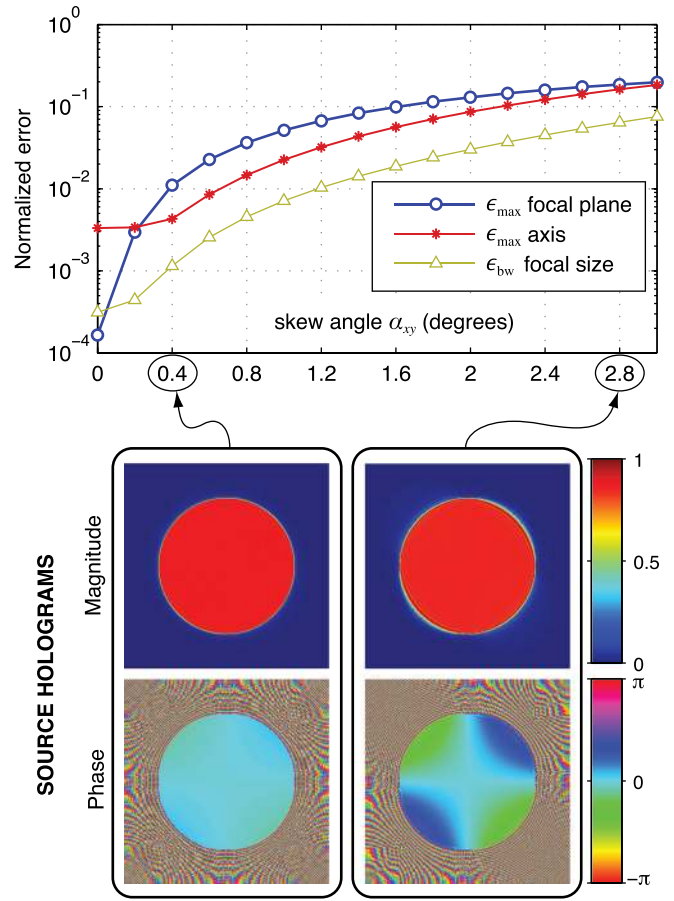 10⁰
10⁻¹
10⁻²
10⁻³
10⁻⁴
Normalized error
ϵmax focal plane
ϵmax axis
ϵbw focal size
skew angle αxy (degrees)
0 0.4 0.8 1.2 1.6 2 2.4 2.8
SOURCE HOLOGRAMS
Magnitude
1
0.5
0
Phase
π
0
−π